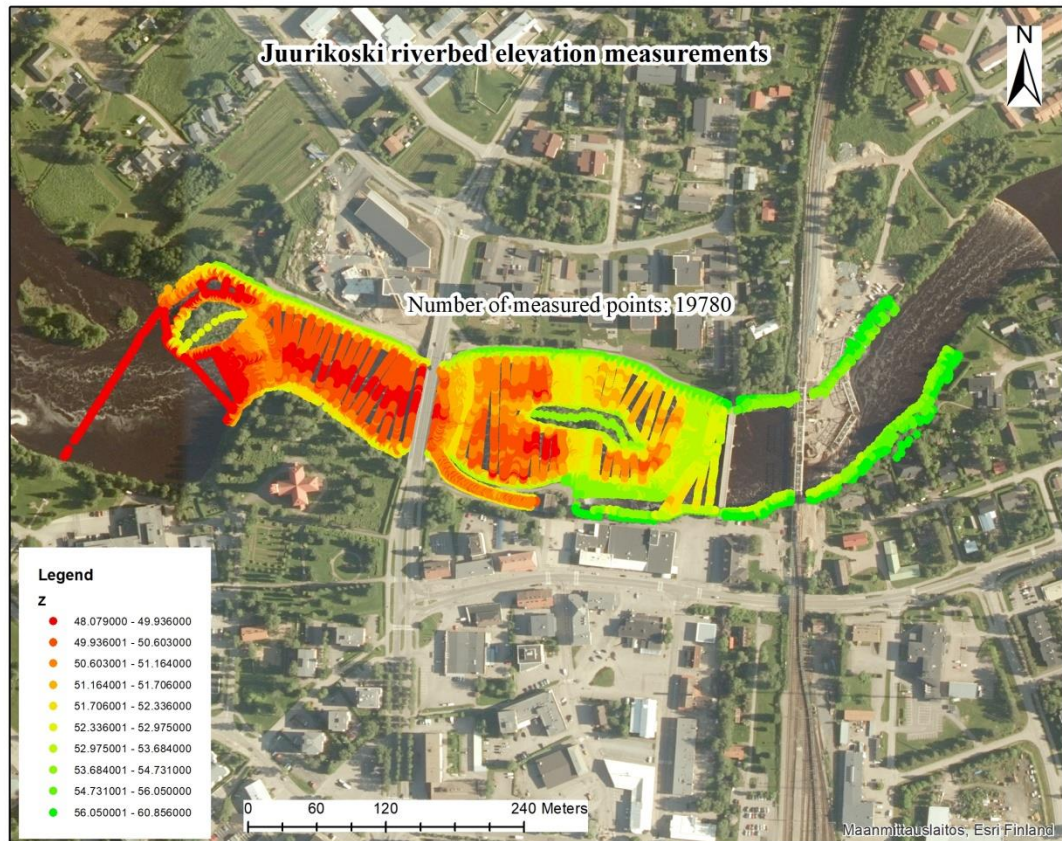 Juurikoski riverbed elevation measurements
N
Number of measured points: 19780
Legend
z
48.079000 - 49.936000
49.936001 - 50.603000
50.603001 - 51.164000
51.164001 - 51.706000
51.706001 - 52.336000
52.336001 - 52.975000
52.975001 - 53.684000
53.684001 - 54.731000
54.731001 - 56.050000
56.050001 - 60.856000
0 60 120 240 Meters
Maanmittauslaitos, Esri Finland